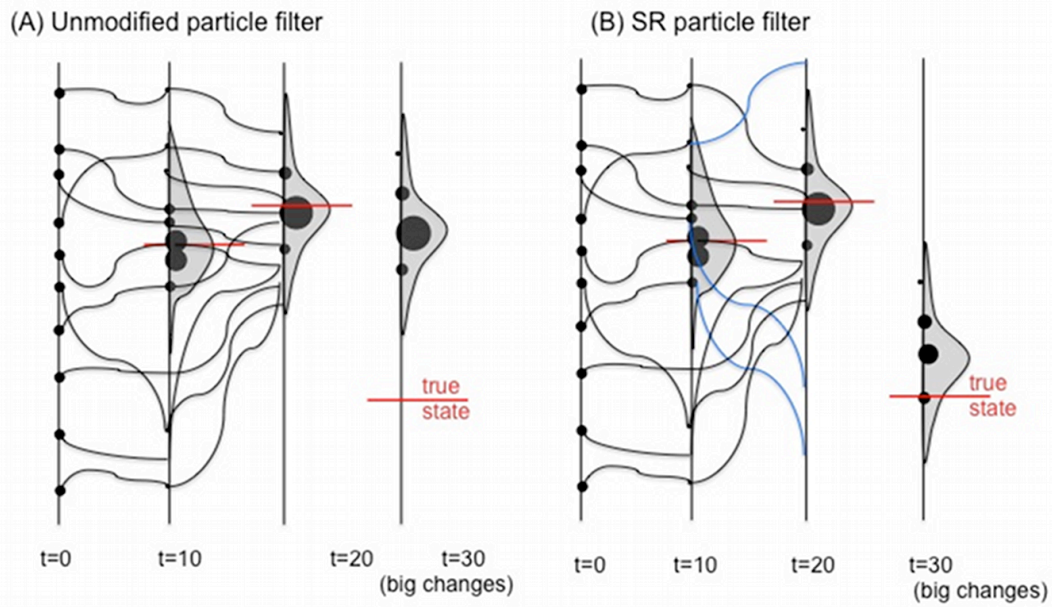 (A) Unmodified particle filter
true
state
t=0 t=10 t=20 t=30
(big changes)
(B) SR particle filter
true
state
t=0 t=10 t=20 t=30
(big changes)